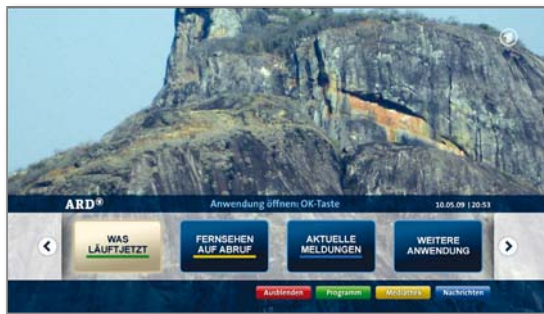 ARD Anwendung öffnen: OK-Taste 10.05.09 | 20:53
WAS
LÄUFTJETZT
FERNSEHEN
AUF ABRUF
AKTUELLE
MELDUNGEN
WEITERE
ANWENDUNG
Ausblenden Programm Mediathek Nachrichten